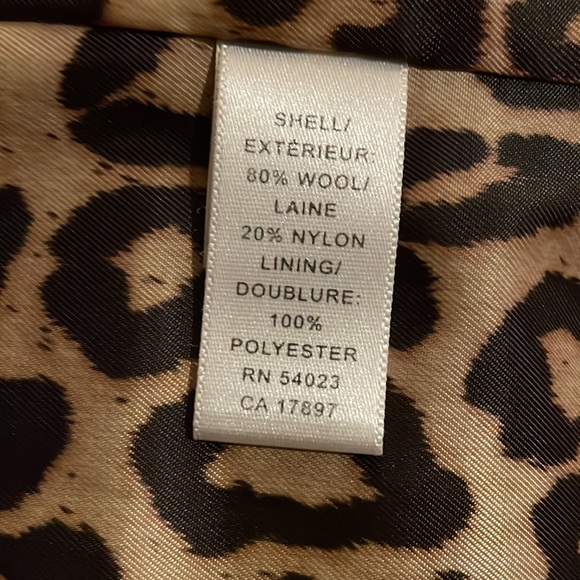 SHELL/
EXTÉRIEUR:
80% WOOL/
LAINE
20% NYLON
LINING/
DOUBLURE:
100%
POLYESTER
RN 54023
CA 17897